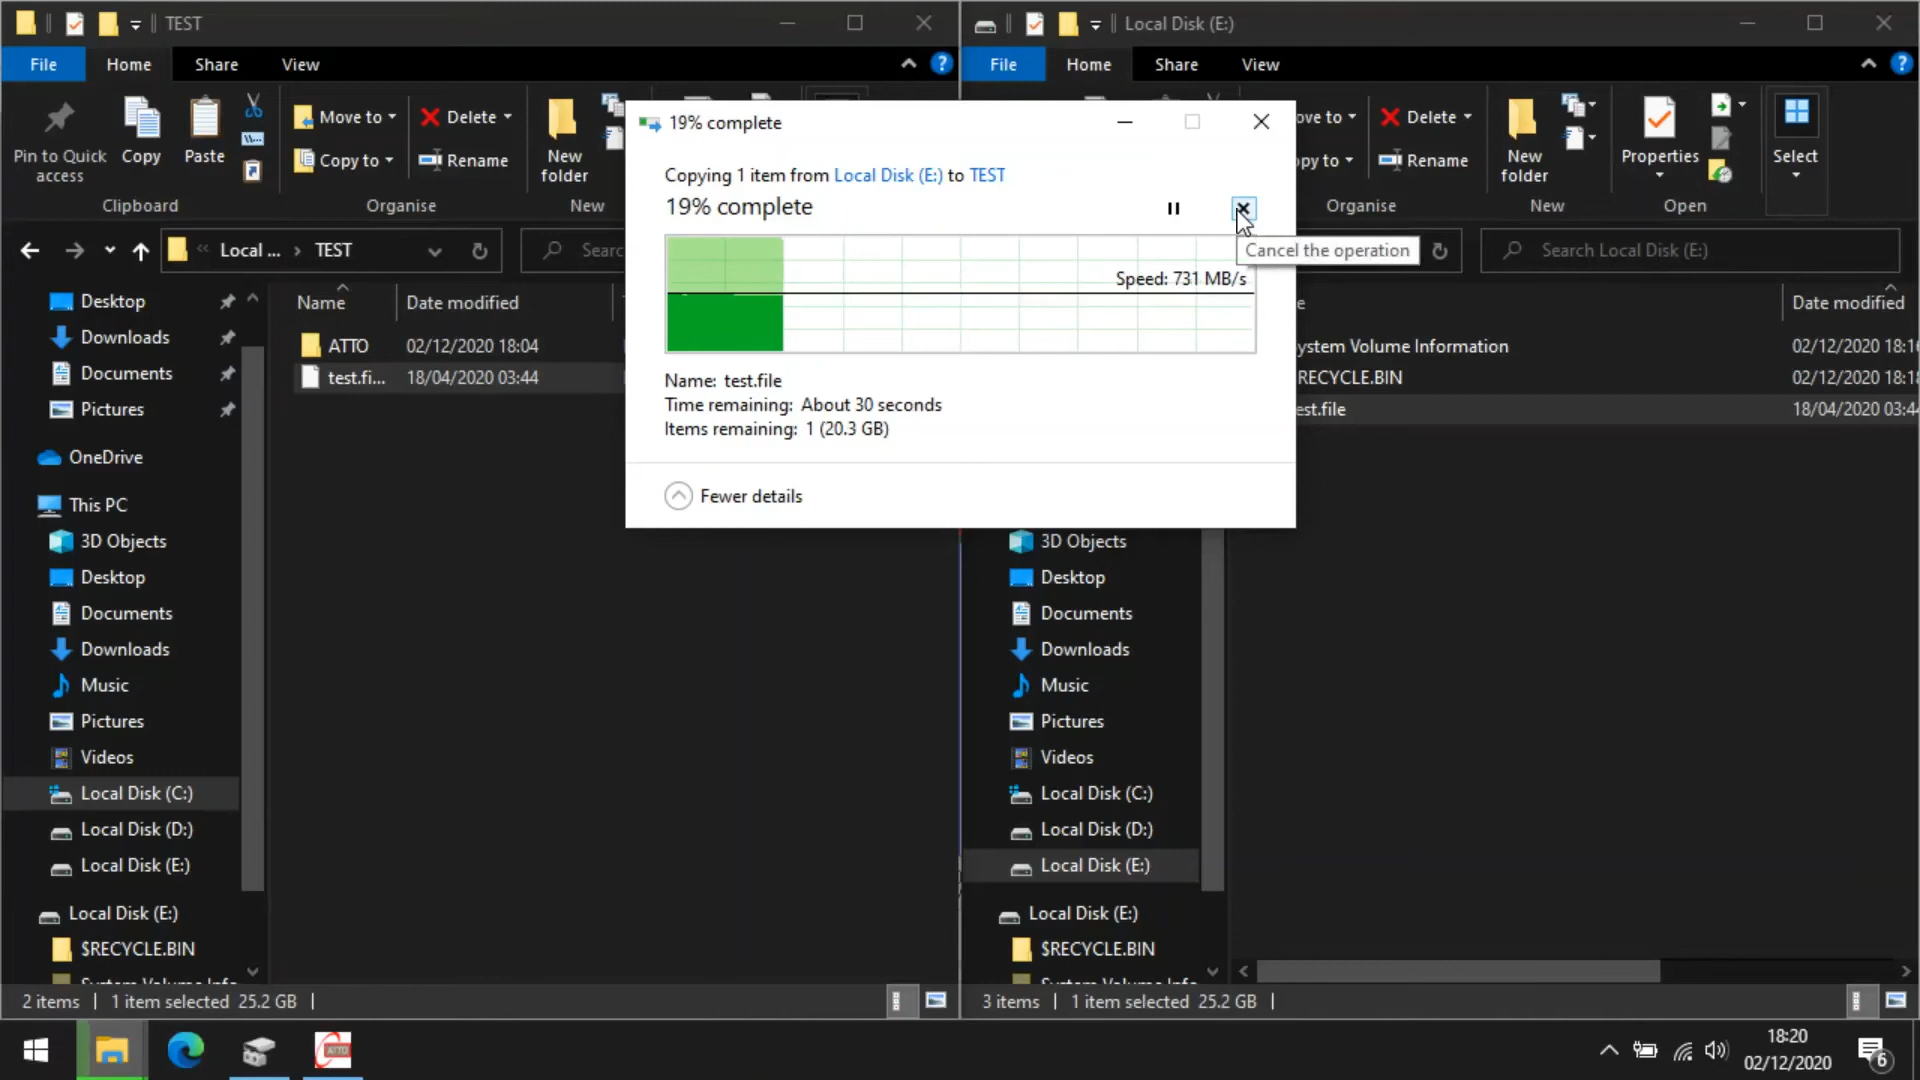 TEST
File
Home
Share
View
Pin to Quick
access
Copy
Paste
Move to
Copy to
Delete
Rename
New
folder
Clipboard
Organise
New
Local ...
TEST
Name
Date modified
ATTO
02/12/2020 18:04
test.fi...
18/04/2020 03:44
Desktop
Downloads
Documents
Pictures
OneDrive
This PC
3D Objects
Desktop
Documents
Downloads
Music
Pictures
Videos
Local Disk (C:)
Local Disk (D:)
Local Disk (E:)
Local Disk (E:)
$RECYCLE.BIN
2 items
1 item selected 25.2 GB
19% complete
Copying 1 item from Local Disk (E:) to TEST
19% complete
Cancel the operation
Speed: 731 MB/s
Name: test.file
Time remaining: About 30 seconds
Items remaining: 1 (20.3 GB)
Fewer details
Local Disk (E:)
File
Home
Share
View
Delete
Rename
New
folder
Properties
Select
Organise
New
Open
Search Local Disk (E:)
Date modified
ystem Volume Information
RECYCLE.BIN
est.file
02/12/2020
02/12/2020
18/04/2020
3D Objects
Desktop
Documents
Downloads
Music
Pictures
Videos
Local Disk (C:)
Local Disk (D:)
Local Disk (E:)
Local Disk (E:)
$RECYCLE.BIN
3 items
1 item selected 25.2 GB
ATTO
18:20
02/12/2020
6